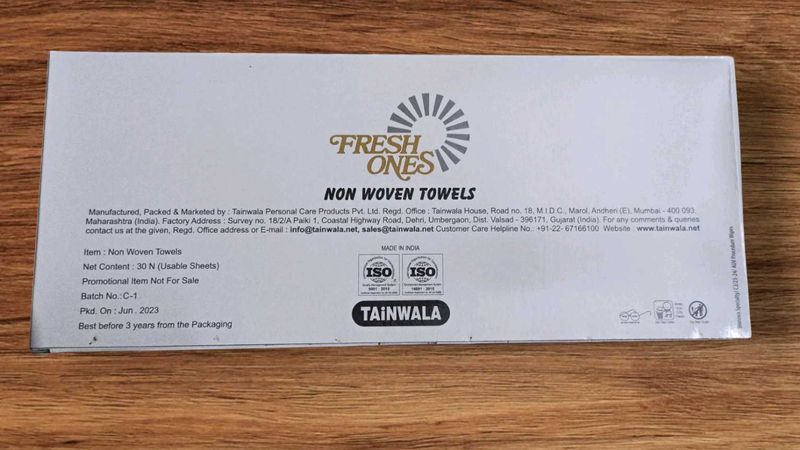 FRESH
ONES
NON WOVEN TOWELS
Manufactured, Packed & Marketed by : Tainwala Personal Care Products Pvt. Ltd. Regd. Office : Tainwala House, Road no. 18, M.I.D.C., Marol, Andheri (E), Mumbai - 400 093.
Maharashtra (India). Factory Address : Survey no. 18/2/A Paiki 1, Coastal Highway Road, Dehri, Umbergaon, Dist. Valsad - 396171, Gujarat (India). For any comments & queries
contact us at the given, Regd. Office address or E-mail : info@tainwala.net, sales@tainwala.net Customer Care Helpline No.: +91-22- 67166100 Website : www.tainwala.net
Item : Non Woven Towels
Net Content : 30 N (Usable Sheets)
Promotional Item Not For Sale
Batch No.:C-1
Pkd. On : Jun . 2023
Best before 3 years from the Packaging
MADE IN INDIA
ISO
9001 : 2015
ISO
14001 : 2015
TAiNWALA